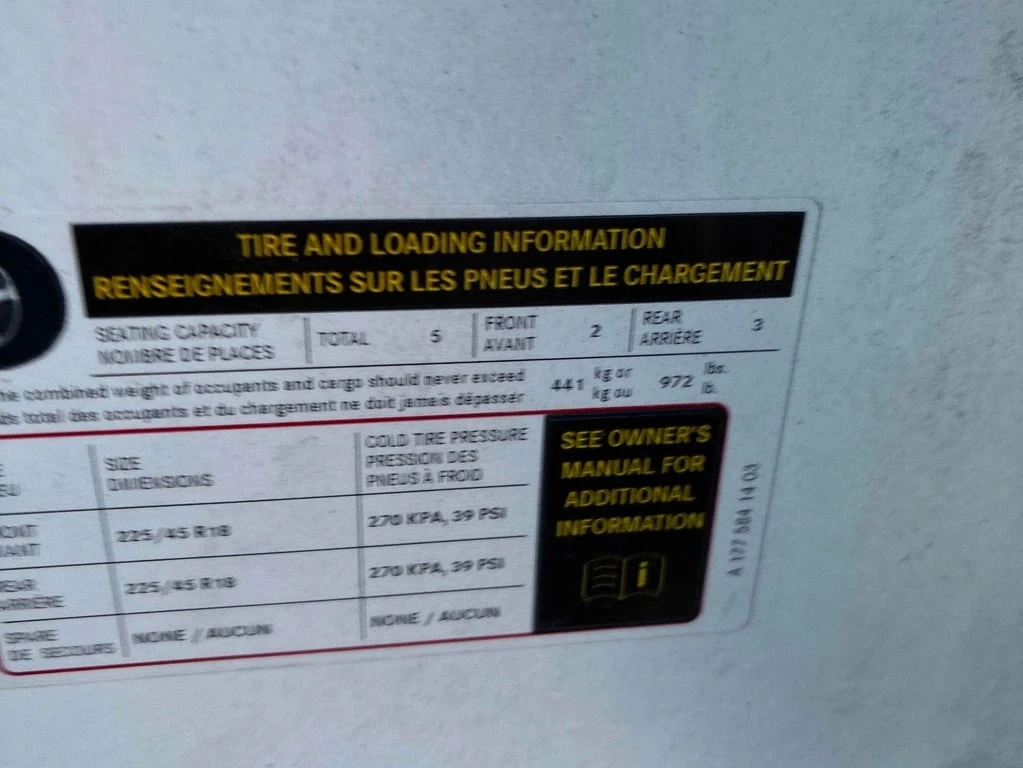 TIRE AND LOADING INFORMATION
RENSEIGNEMENTS SUR LES PNEUS ET LE CHARGEMENT
SEATING CAPACITY
NOMBRE DE PLACES
TOTAL 5
FRONT
AVANT
2
REAR
ARRIÈRE
3
he combined weight of occupants and cargo should never exceed
total des occupants et du chargement ne doit jamais dépasser
441 kg or
kg ou
972 lbs.
lb.
SIZE
DIMENSIONS
COLD TIRE PRESSURE
PRESSION DES
PNEUS À FROID
225/45 R18
270 KPA, 39 PSI
225/45 R18
270 KPA, 39 PSI
SPARE
DE SECOURS
NONE / AUCUN
NONE / AUCUN
SEE OWNER'S
MANUAL FOR
ADDITIONAL
INFORMATION
A 177 584 14 03